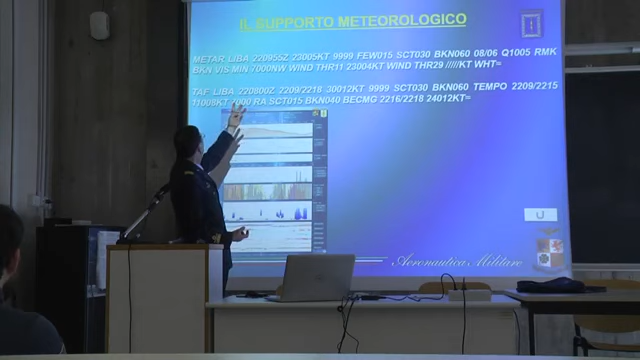 IL SUPPORTO METEOROLOGICO
METAR LIBA 220955Z 23005KT 9999 FEW015 SCT030 BKN060 08/06 Q1005 RMK
BKN VIS MIN 7000NW WIND THR11 23004KT WIND THR29 /////KT WHT=
TAF LIBA 220800Z 2209/2218 30012KT 9999 SCT030 BKN060 TEMPO 2209/2215
11008KT 7000 RA SCT015 BKN040 BECMG 2216/2218 24012KT=
Aeronautica Militare